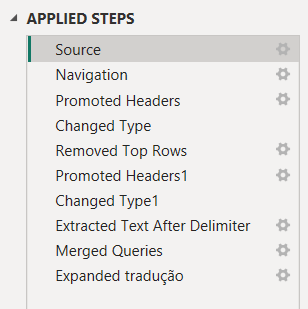 APPLIED STEPS
Source
Navigation
Promoted Headers
Changed Type
Removed Top Rows
Promoted Headers1
Changed Type1
Extracted Text After Delimiter
Merged Queries
Expanded tradução